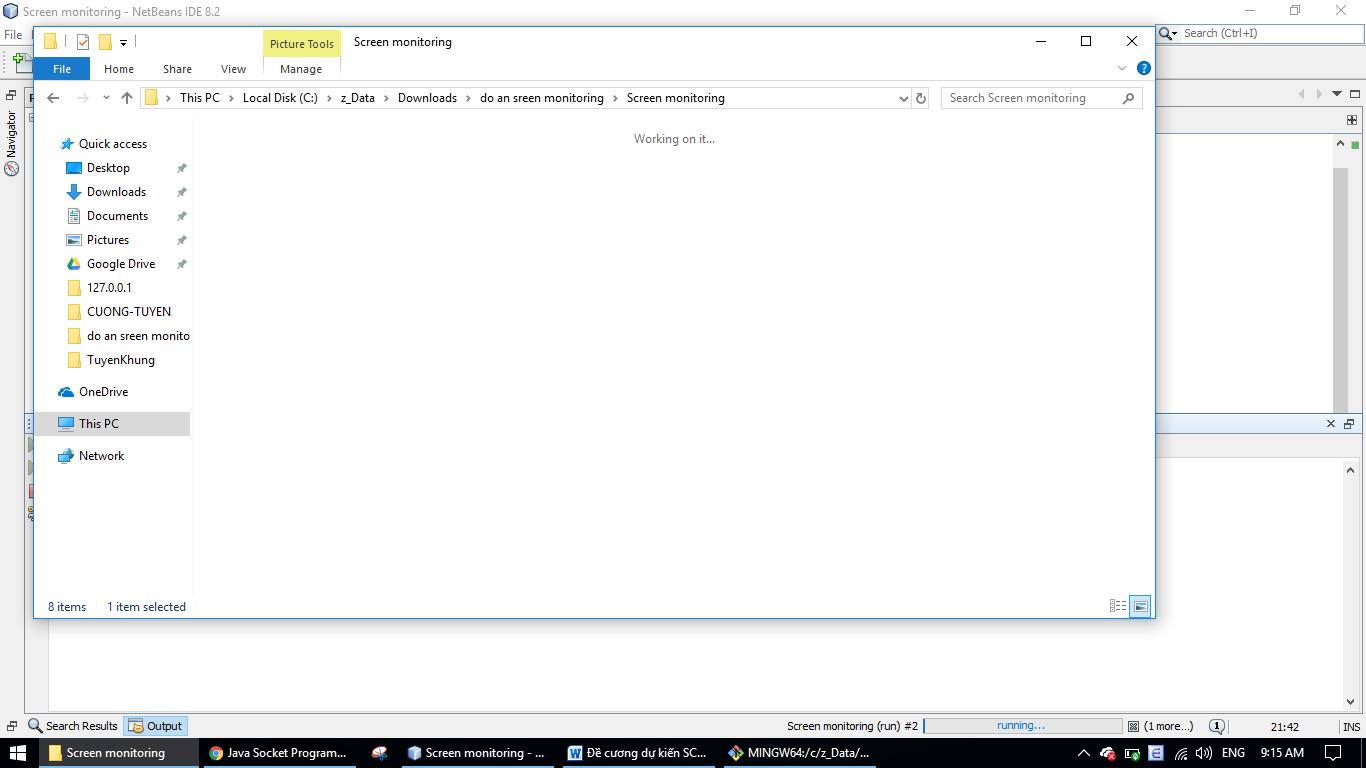 Screen monitoring - NetBeans IDE 8.2
File
Search (Ctrl+I)
Picture Tools
Screen monitoring
File Home Share View Manage
This PC Local Disk (C:) z_Data Downloads do an sreen monitoring Screen monitoring
Search Screen monitoring
Navigator
Working on it...
Quick access
Desktop
Downloads
Documents
Pictures
Google Drive
127.0.0.1
CUONG-TUYEN
do an sreen monito
TuyenKhung
OneDrive
This PC
Network
8 items 1 item selected
Search Results Output Screen monitoring (run) #2 running... (1 more...) 1 21:42 INS
Screen monitoring Java Socket Program... Screen monitoring - ... Đề cương dự kiến SC... MINGW64:/c/z_Data/... ENG 9:15 AM